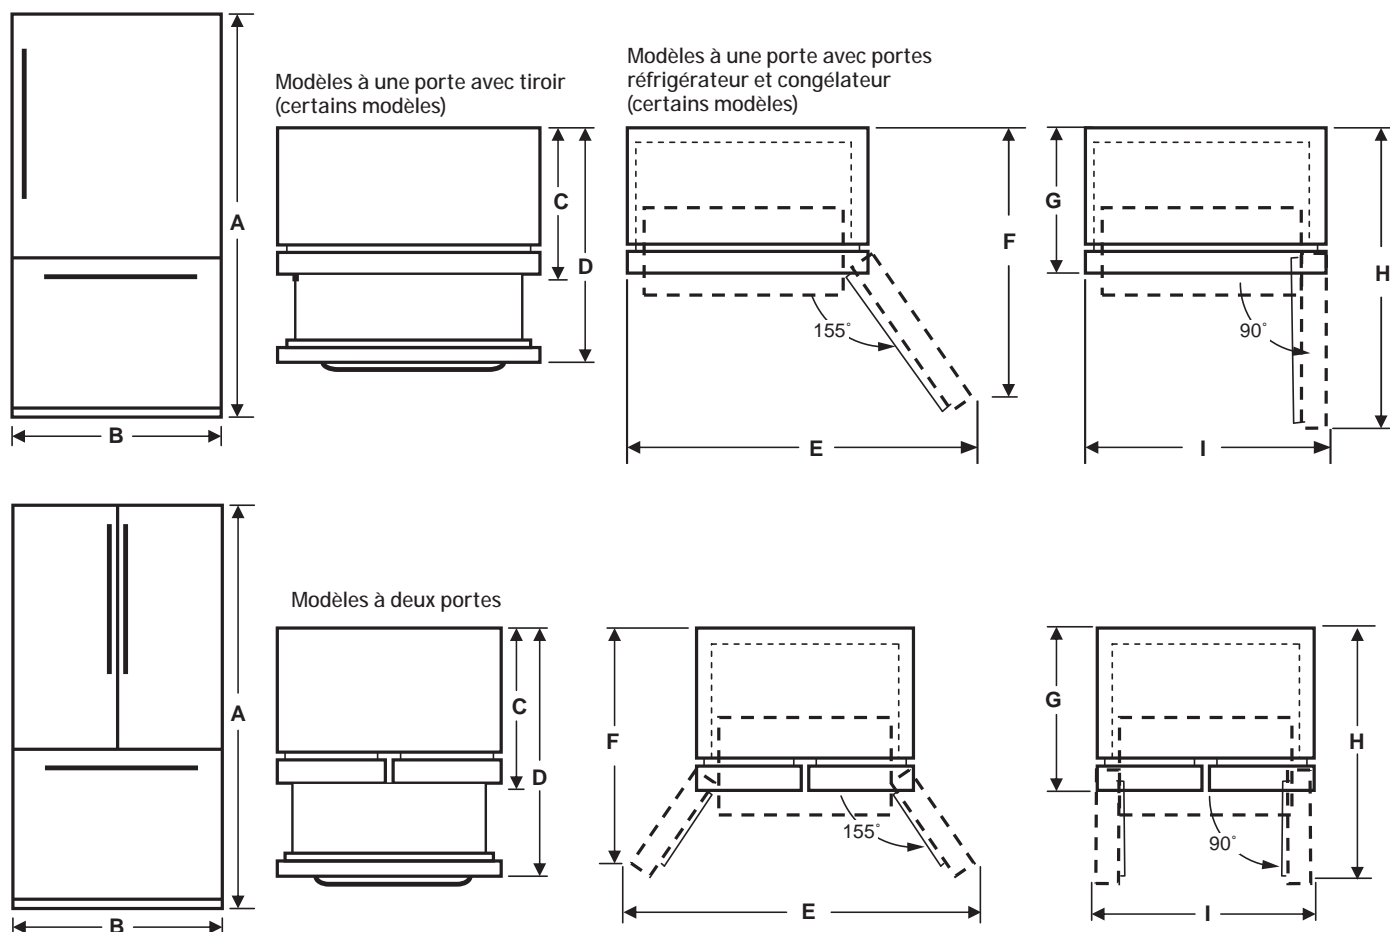 Modèles à une porte avec tiroir
(certains modèles)
Modèles à une porte avec portes
réfrigérateur et congélateur
(certains modèles)
A
B
C
D
155°
E
F
G
90°
H
I
Modèles à deux portes
A
B
C
D
F
155°
E
G
90°
H
I